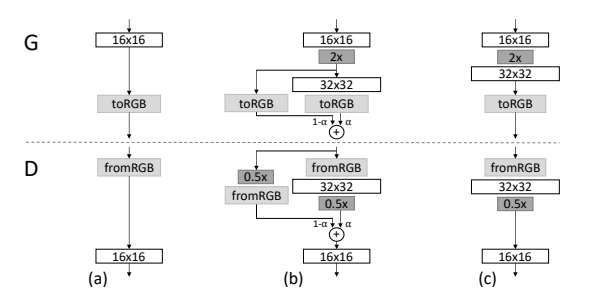 G
16x16
toRGB
16x16
2x
32x32
toRGB
toRGB
1-α
α
+
16x16
2x
32x32
toRGB
D
fromRGB
16x16
0.5x
fromRGB
fromRGB
32x32
0.5x
1-α
α
+
16x16
fromRGB
32x32
0.5x
16x16
(a)
(b)
(c)